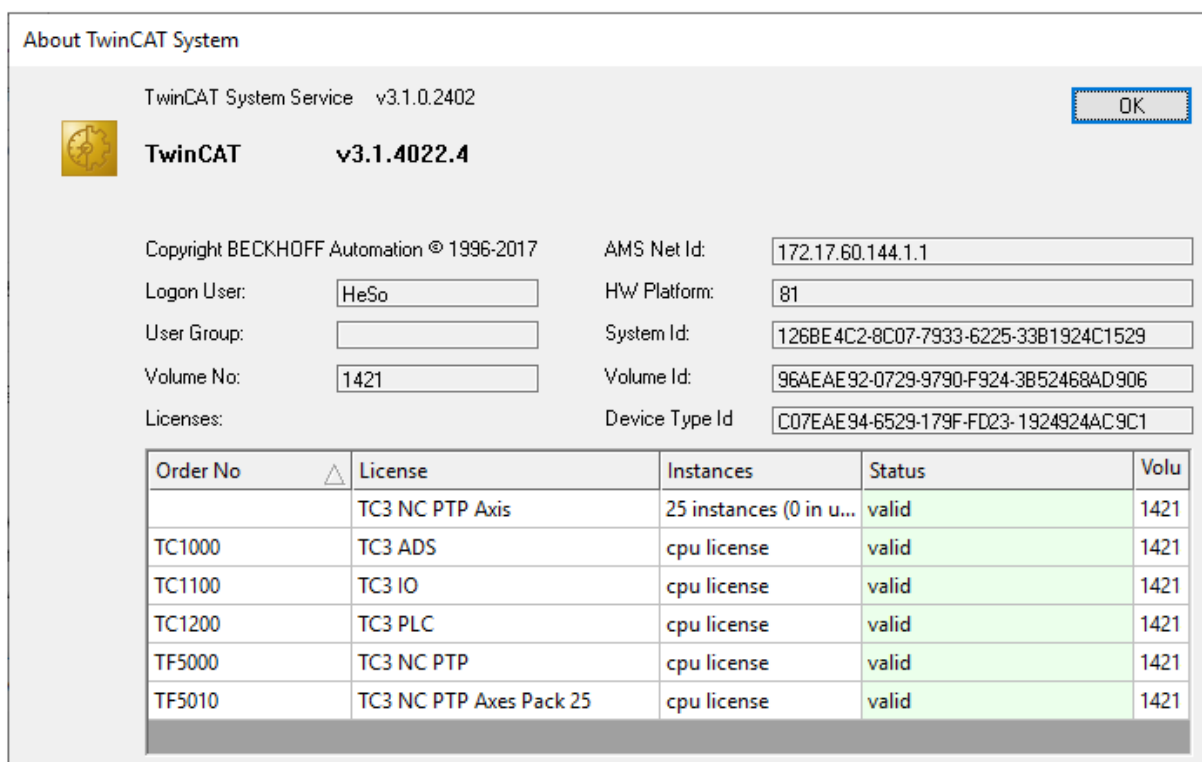 About TwinCAT System
TwinCAT System Service v3.1.0.2402
OK
TwinCAT v3.1.4022.4
Copyright BECKHOFF Automation © 1996-2017 AMS Net Id: 172.17.60.144.1.1
Logon User: HeSo HW Platform: 81
User Group: System Id: 126BE4C2-8C07-7933-6225-33B1924C1529
Volume No: 1421 Volume Id: 96AEAE92-0729-9790-F924-3B52468AD906
Licenses: Device Type Id C07EAE94-6529-179F-FD23-1924924AC9C1
Order No License Instances Status Volu
TC3 NC PTP Axis 25 instances (0 in u... valid 1421
TC1000 TC3 ADS cpu license valid 1421
TC1100 TC3 IO cpu license valid 1421
TC1200 TC3 PLC cpu license valid 1421
TF5000 TC3 NC PTP cpu license valid 1421
TF5010 TC3 NC PTP Axes Pack 25 cpu license valid 1421